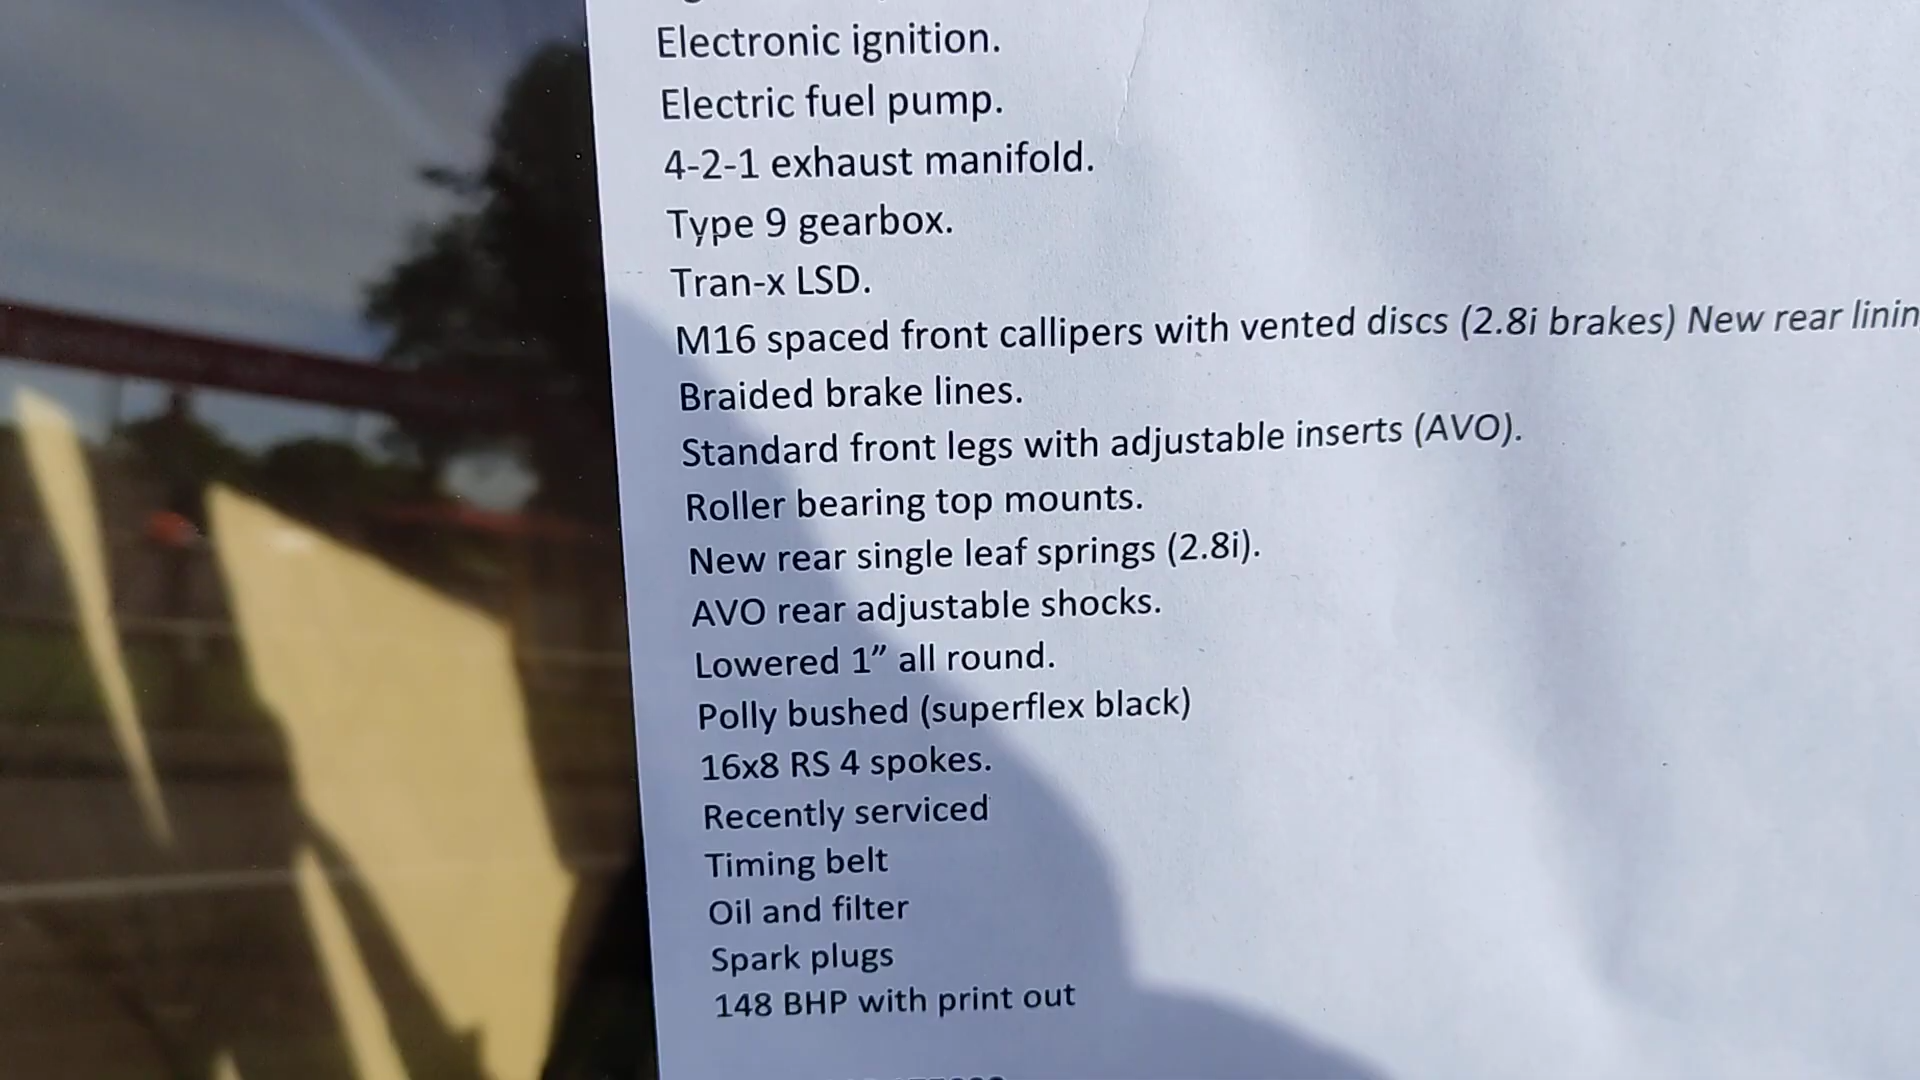 Electronic ignition.
Electric fuel pump.
4-2-1 exhaust manifold.
Type 9 gearbox.
Tran-x LSD.
M16 spaced front callipers with vented discs (2.8i brakes) New rear
Braided brake lines.
Standard front legs with adjustable inserts (AVO).
Roller bearing top mounts.
New rear single leaf springs (2.8i).
AVO rear adjustable shocks.
Lowered 1” all round.
Polly bushed (superflex black)
16x8 RS 4 spokes.
Recently serviced
Timing belt
Oil and filter
Spark plugs
148 BHP with print out